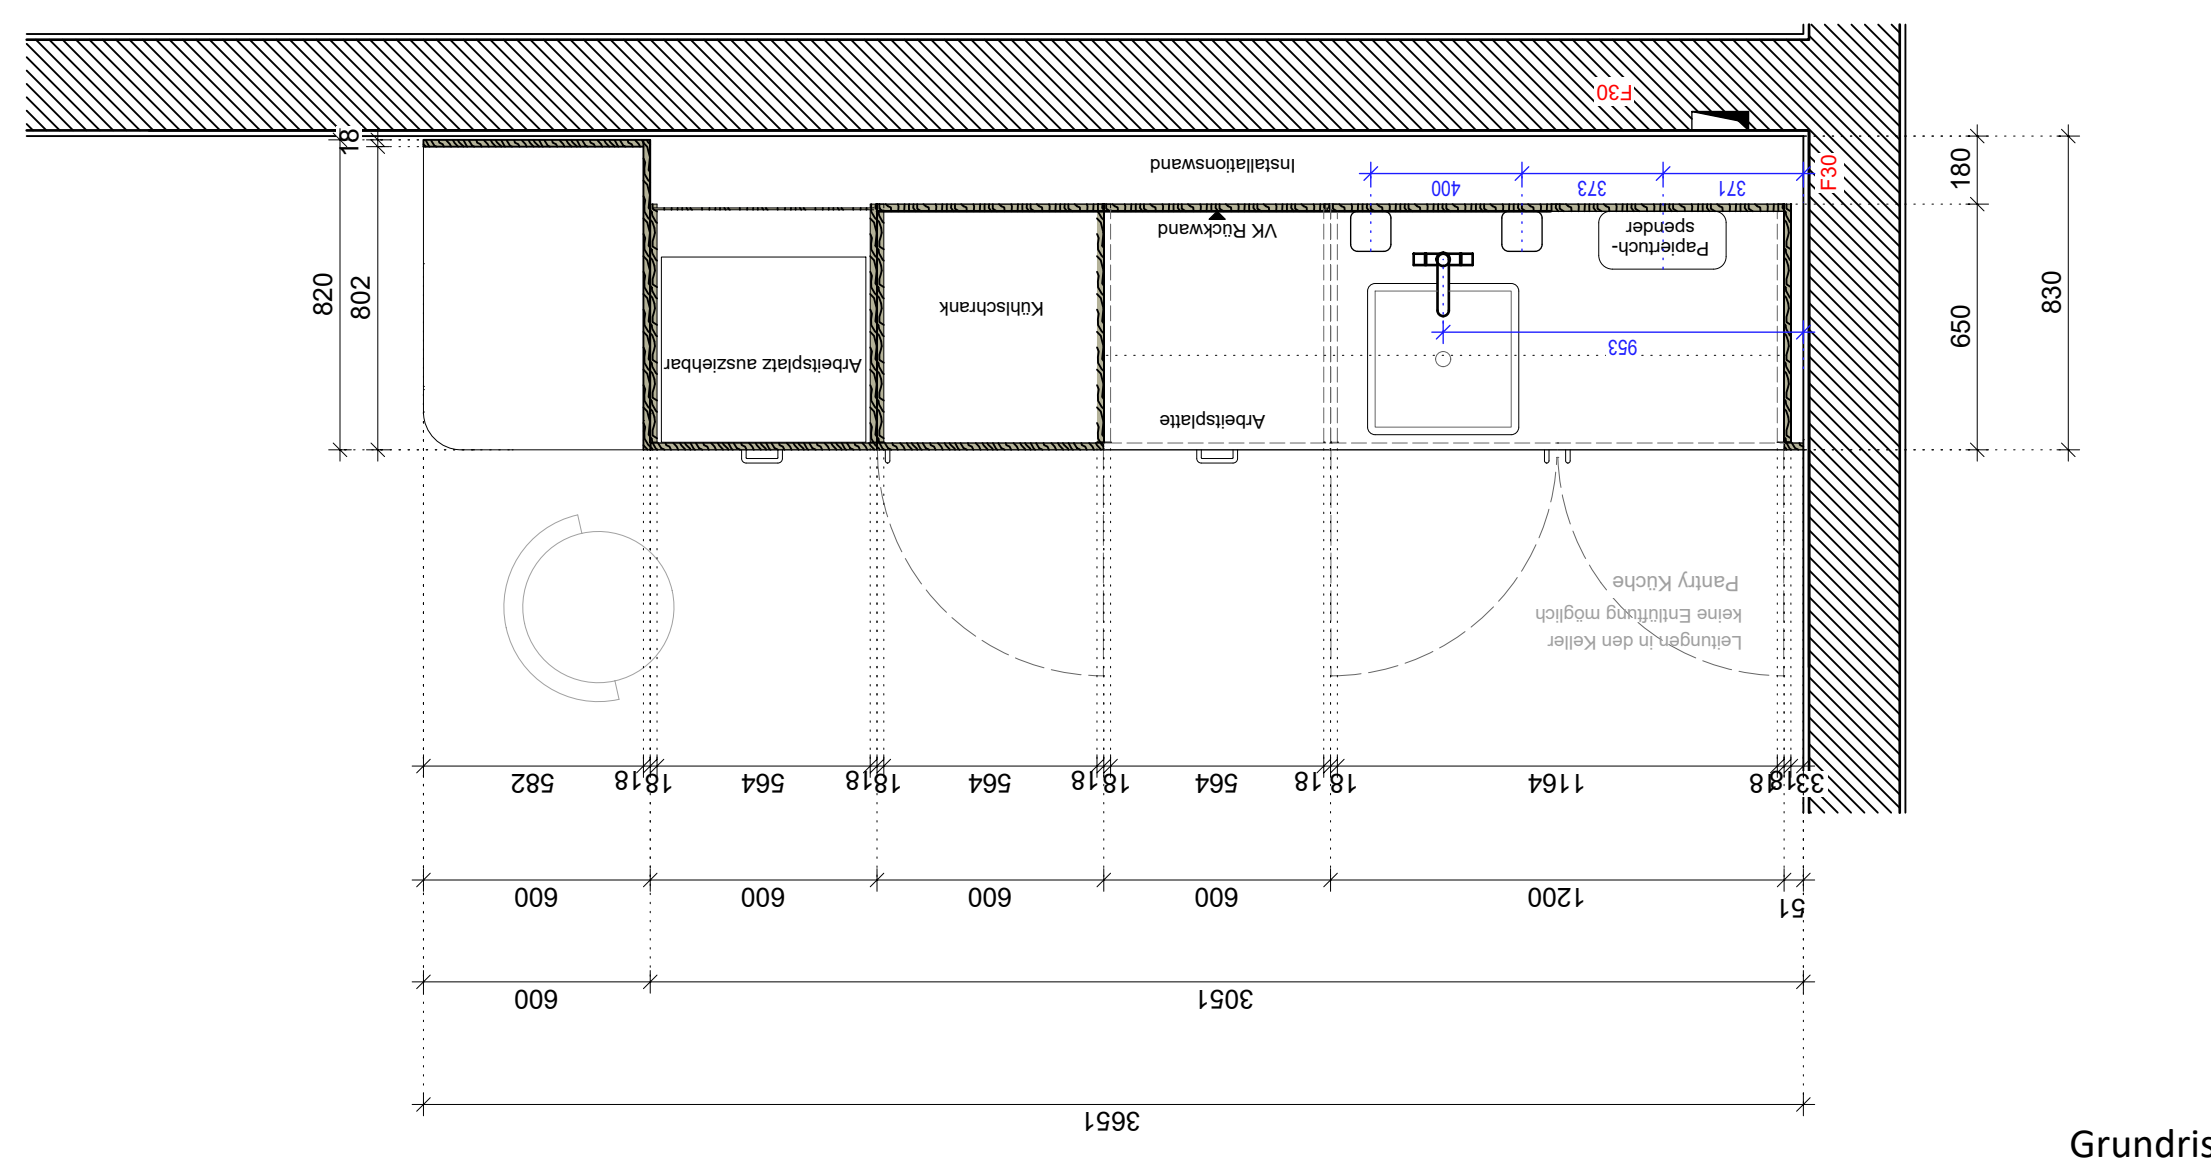 F30
F30
Installationswand
400
373
371
VK Rückwand
Papiertuch-
spender
Kühlschrank
Arbeitsplatz ausziehbar
Arbeitsplatte
953
18
820
802
180
650
830
Pantry Küche
keine Entlüftung möglich
Leitungen in den Keller
582
18
18
564
18
18
564
18
18
564
18
18
1164
18
18
33
600
600
600
600
1200
51
600
3051
3651
Grundris